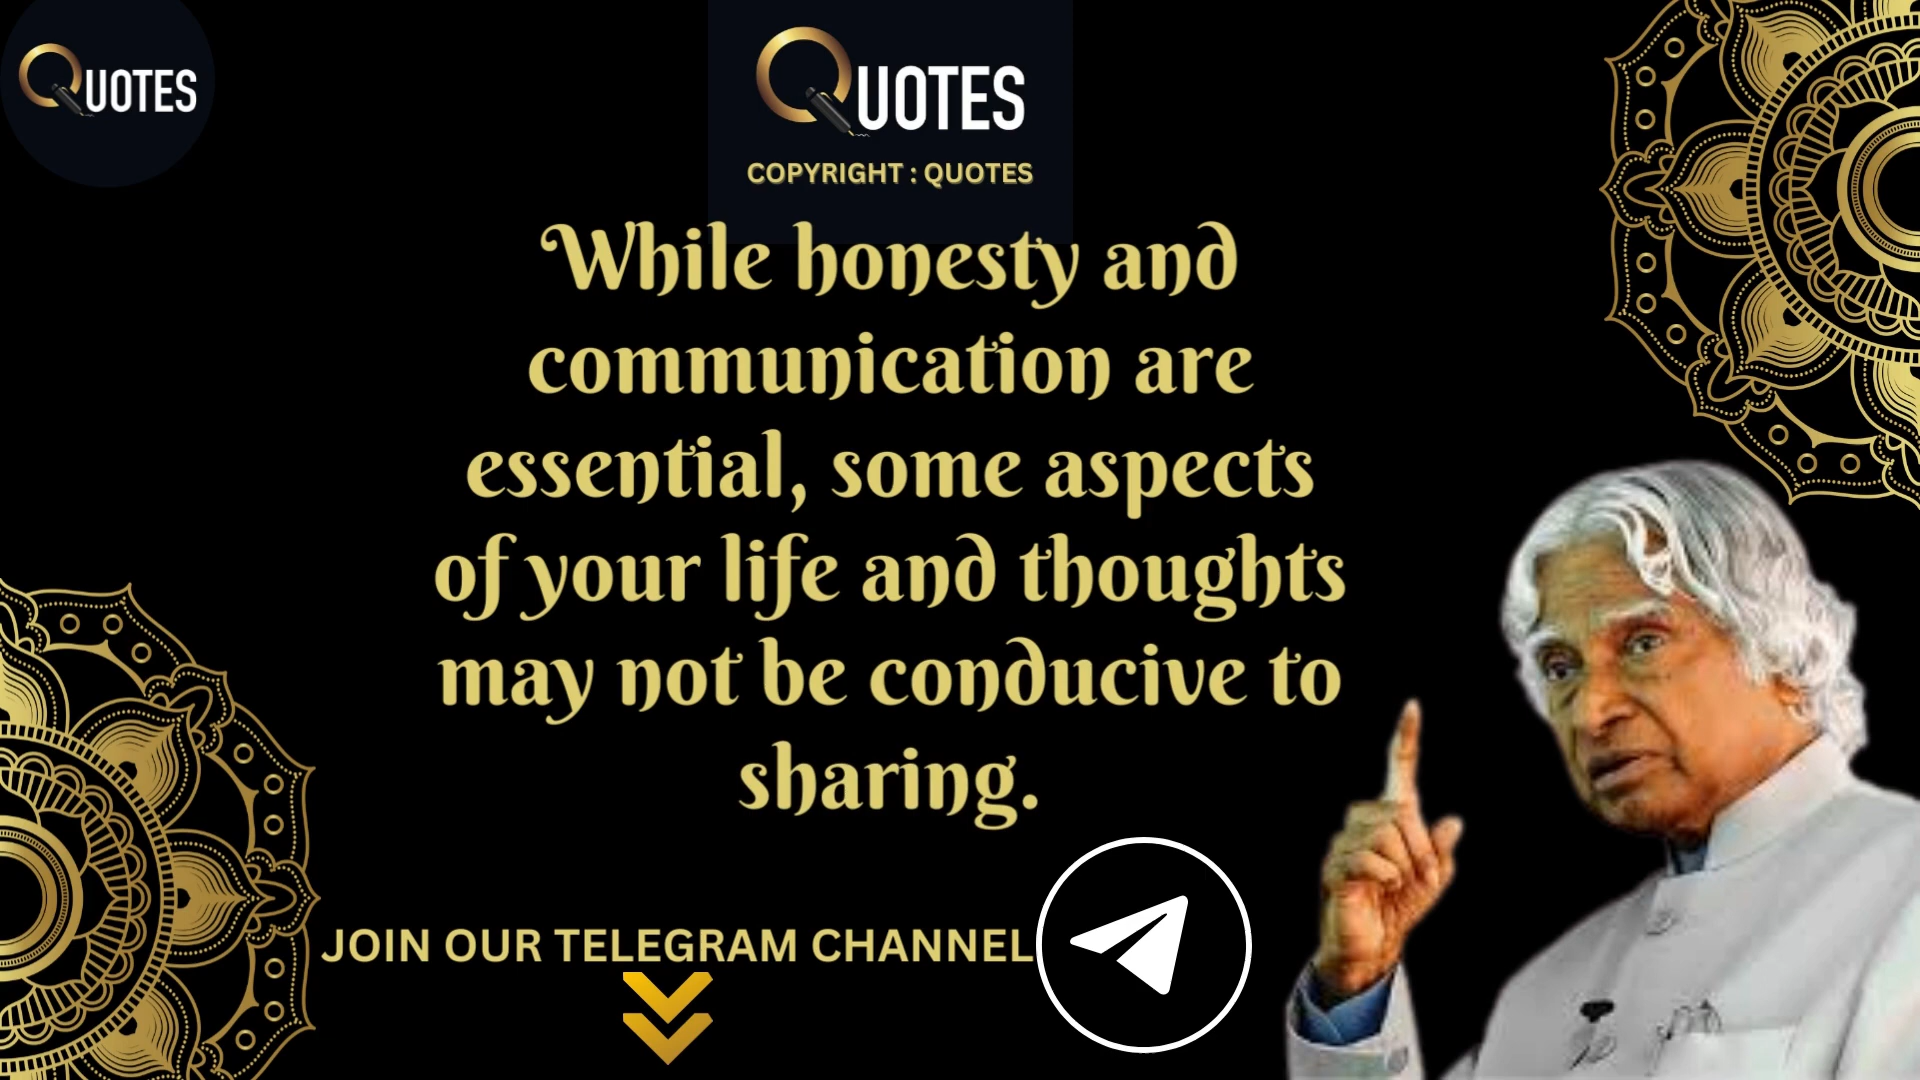 QUOTES
QUOTES
COPYRIGHT : QUOTES
While honesty and
communication are
essential, some aspects
of your life and thoughts
may not be conducive to
sharing.
JOIN OUR TELEGRAM CHANNEL